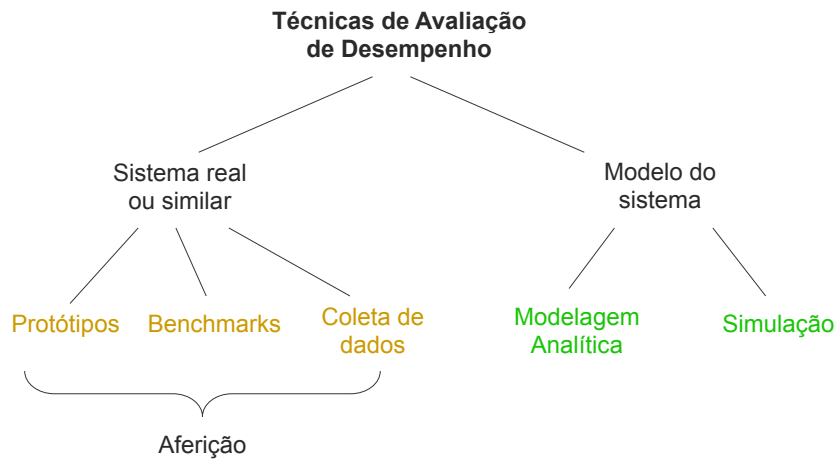 Técnicas de Avaliação
de Desempenho
Sistema real
ou similar
Modelo do
sistema
Protótipos
Benchmarks
Coleta de
dados
Modelagem
Analítica
Simulação
Aferição